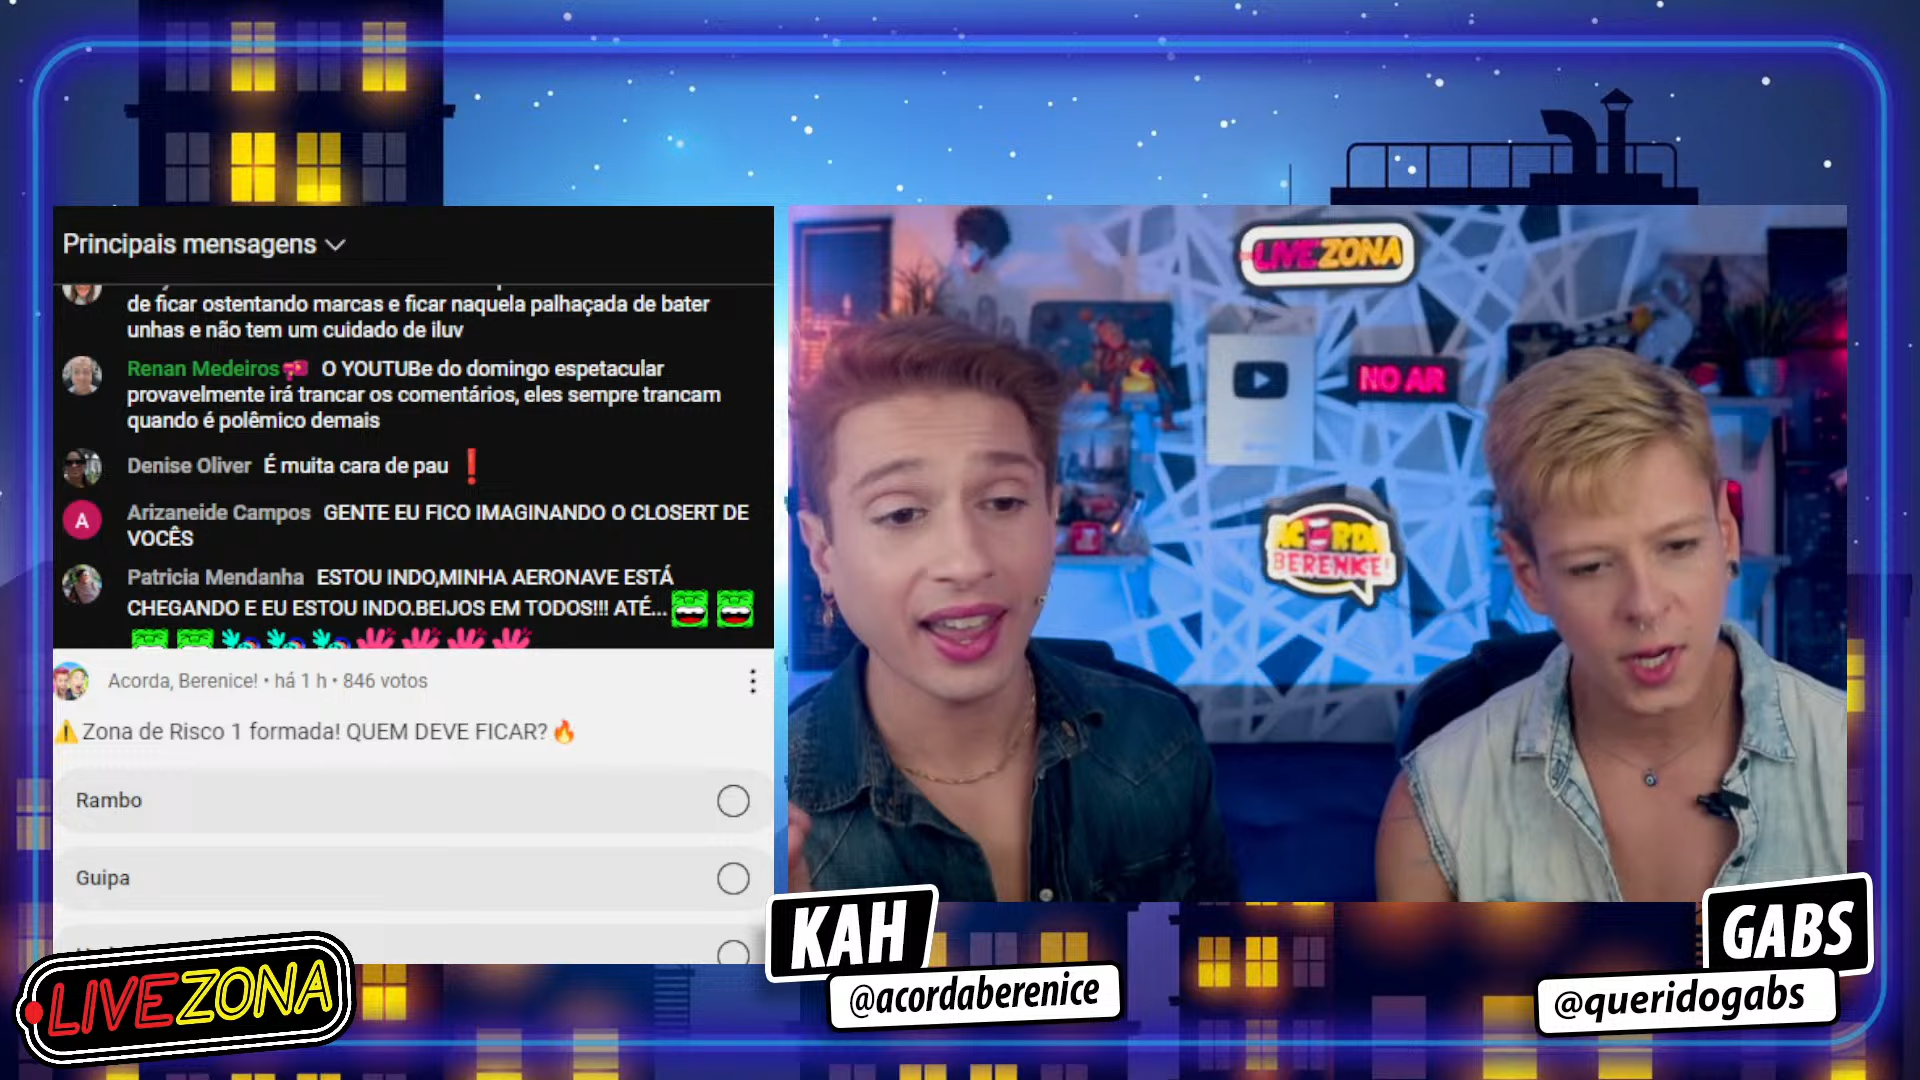 Principais mensagens
de ficar ostentando marcas e ficar naquela palhaçada de bater
unhas e não tem um cuidado de iluv
Renan Medeiros O YOUTUBe do domingo espetacular
provavelmente irá trancar os comentários, eles sempre trancam
quando é polêmico demais
Denise Oliver É muita cara de pau ❗
A
Arizaneide Campos GENTE EU FICO IMAGINANDO O CLOSERT DE
VOCÊS
Patricia Mendanha ESTOU INDO,MINHA AERONAVE ESTÁ
CHEGANDO E EU ESTOU INDO.BEIJOS EM TODOS!!! ATÉ...
Acorda, Berenice! • há 1 h • 846 votos
⚠️ Zona de Risco 1 formada! QUEM DEVE FICAR? 🔥
Rambo
Guipa
LIVEZONA
LIVEZONA
NO AR
ACORDA
BERENICE!
KAH
@acordaberenice
GABS
@queridogabs